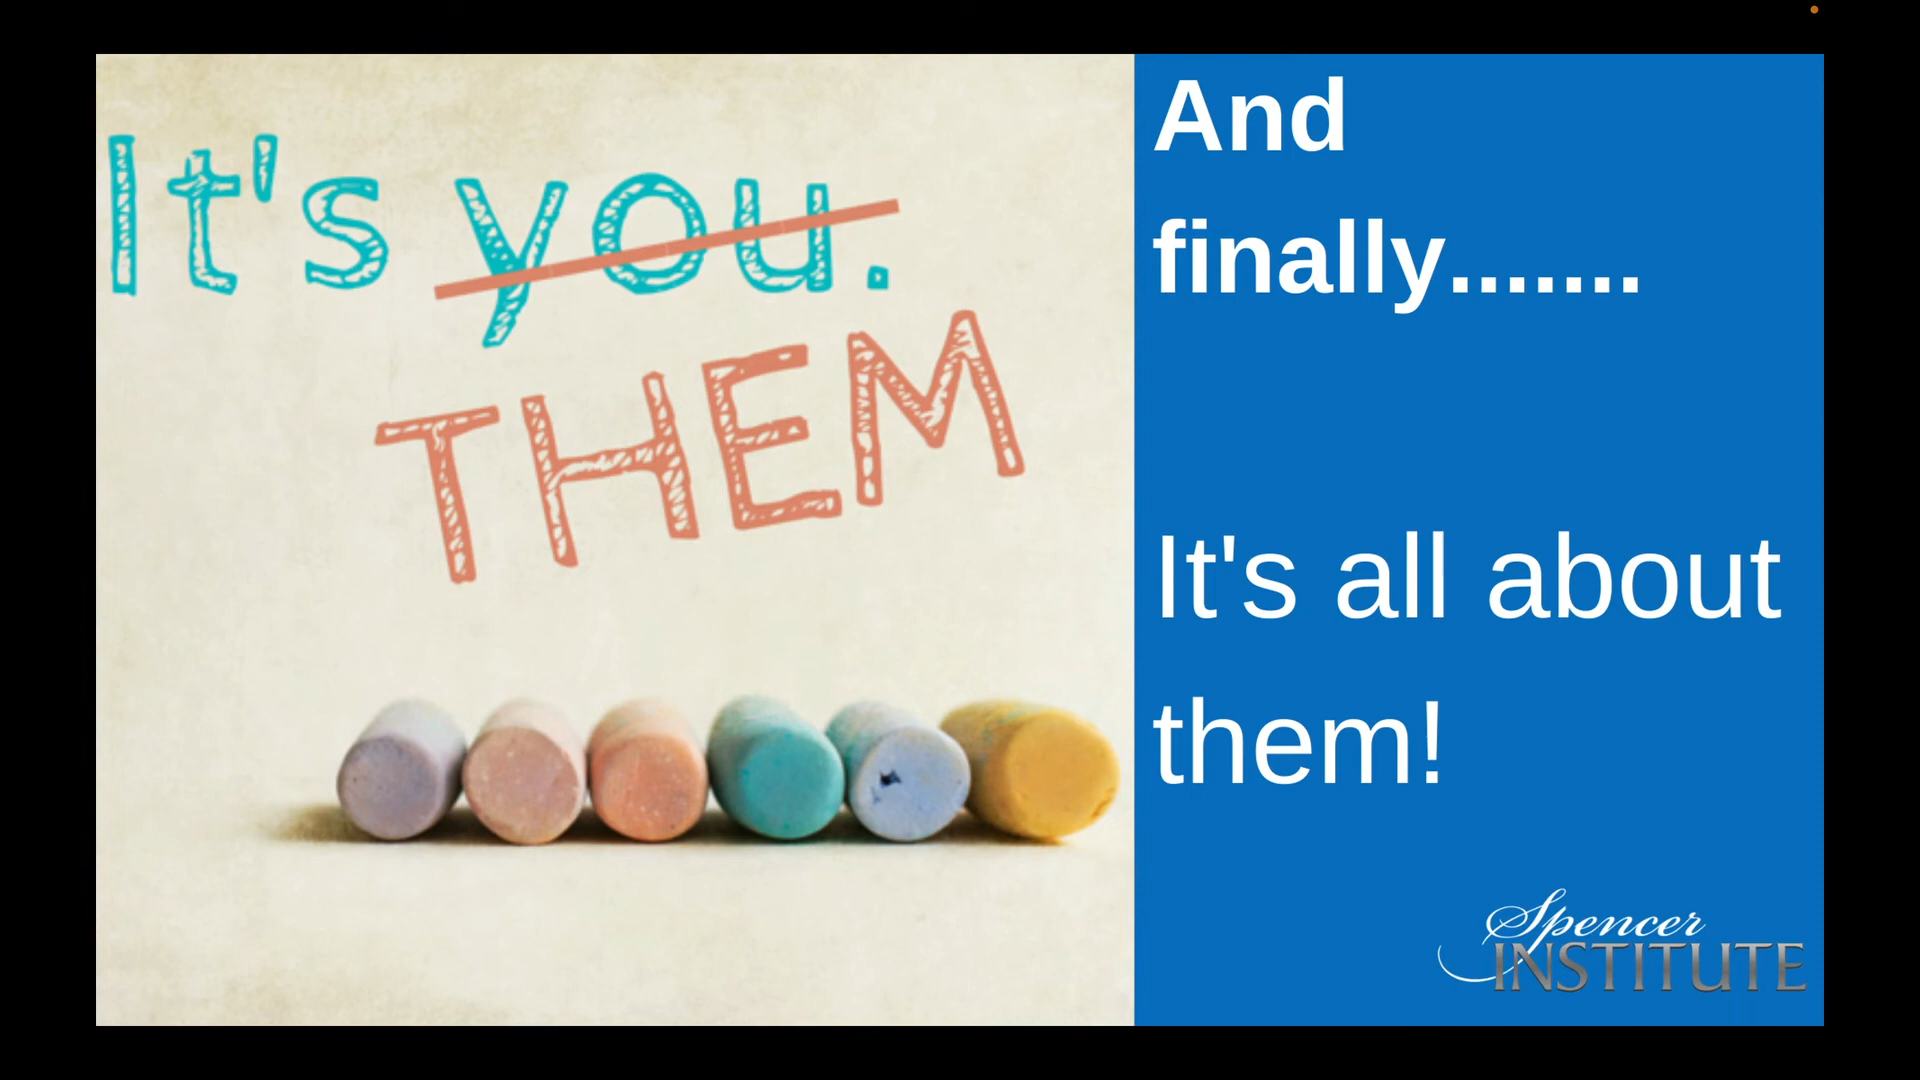 It's you.
THEM
And
finally.......
It's all about
them!
Spencer
INSTITUTE